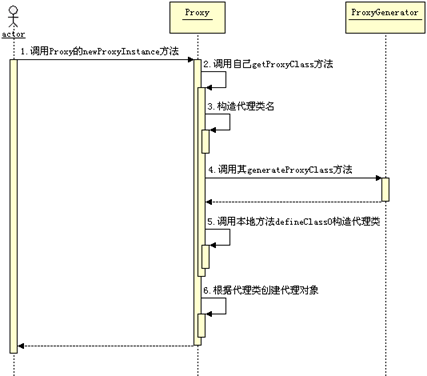 Proxy
ProxyGenerator
actor
1.调用Proxy的newProxyInstance方法
2.调用自己getProxyClass方法
3.构造代理类名
4.调用其generateProxyClass方法
5.调用本地方法defineClass0构造代理类
6.根据代理类创建代理对象